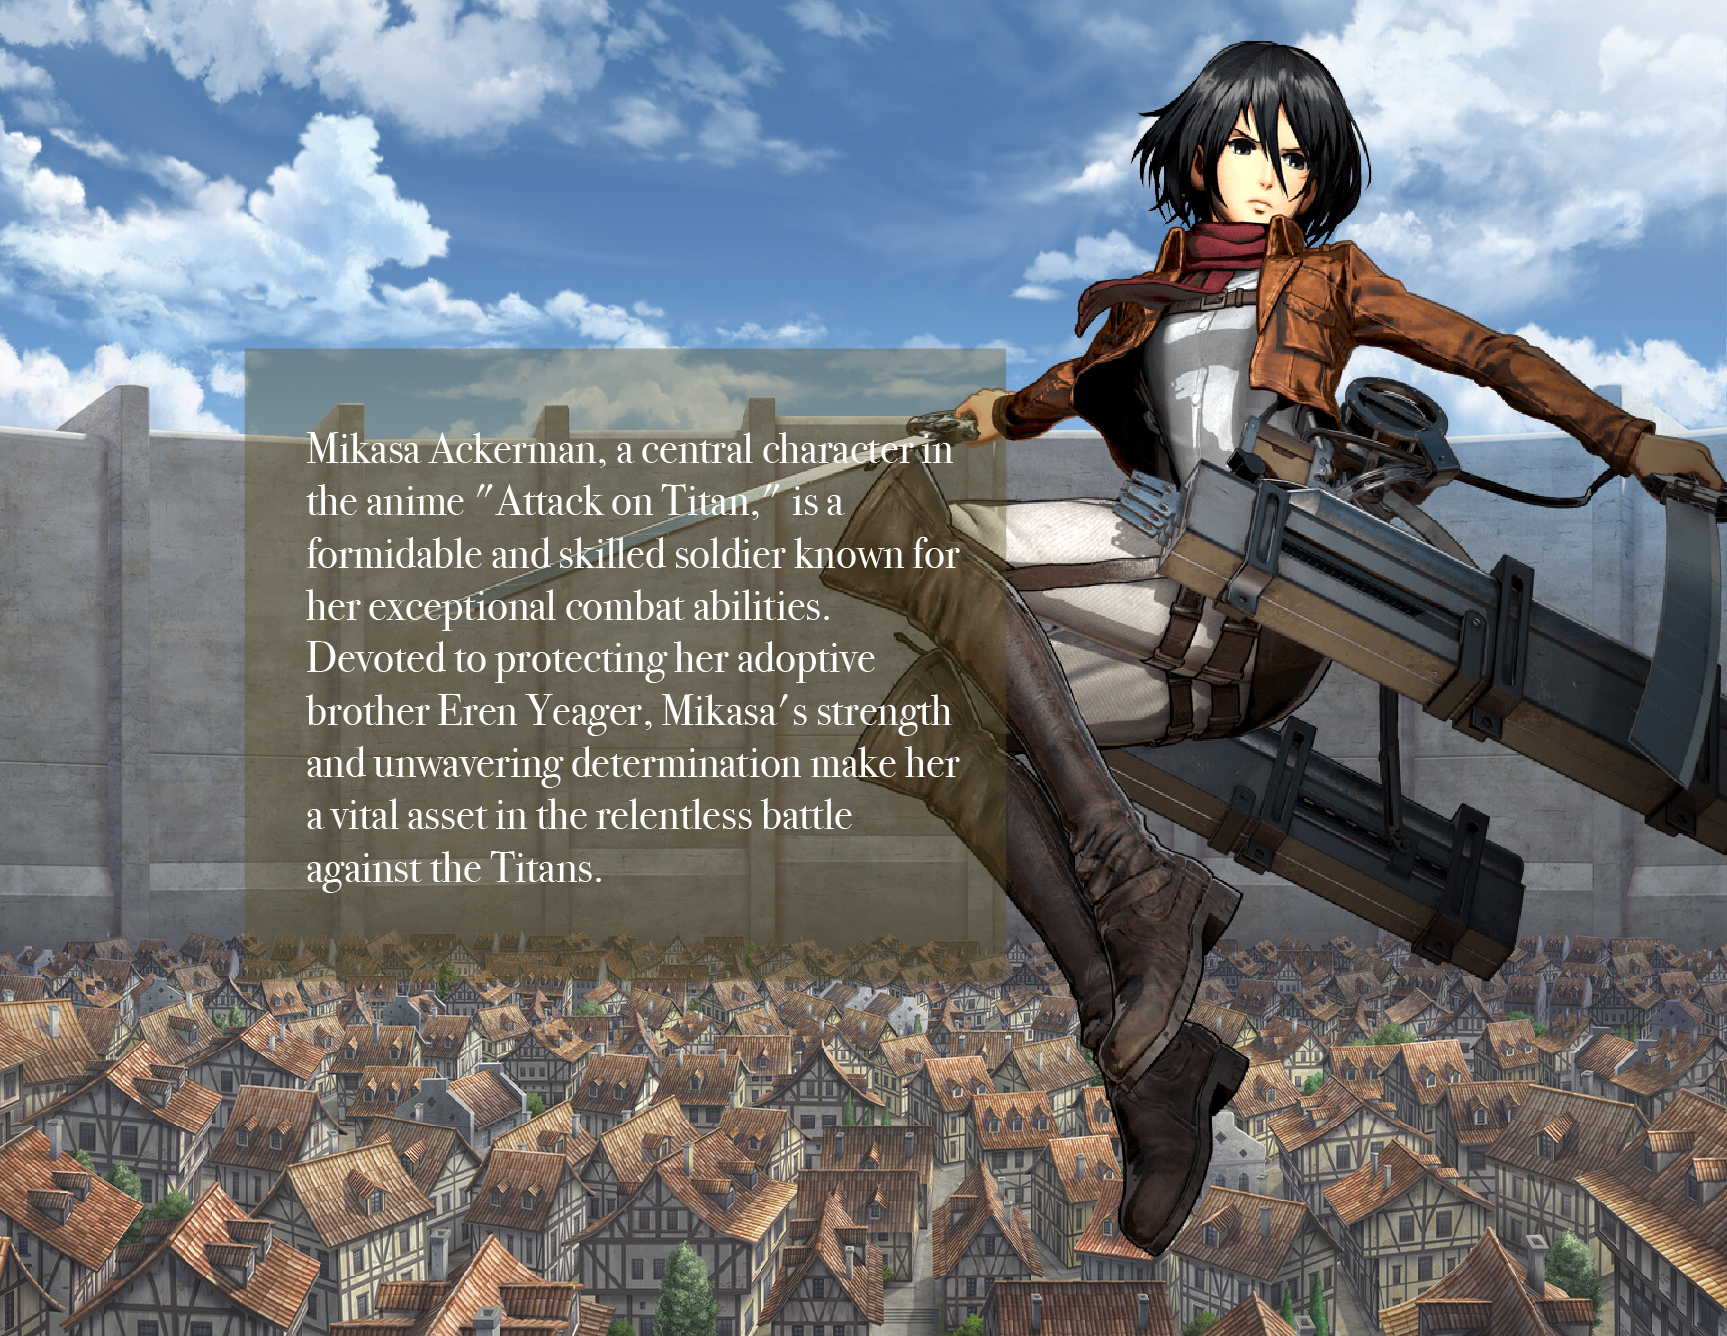 Mikasa Ackerman, a central character in
the anime "Attack on Titan," is a
formidable and skilled soldier known for
her exceptional combat abilities.
Devoted to protecting her adoptive
brother Eren Yeager, Mikasa's strength
and unwavering determination make her
a vital asset in the relentless battle
against the Titans.